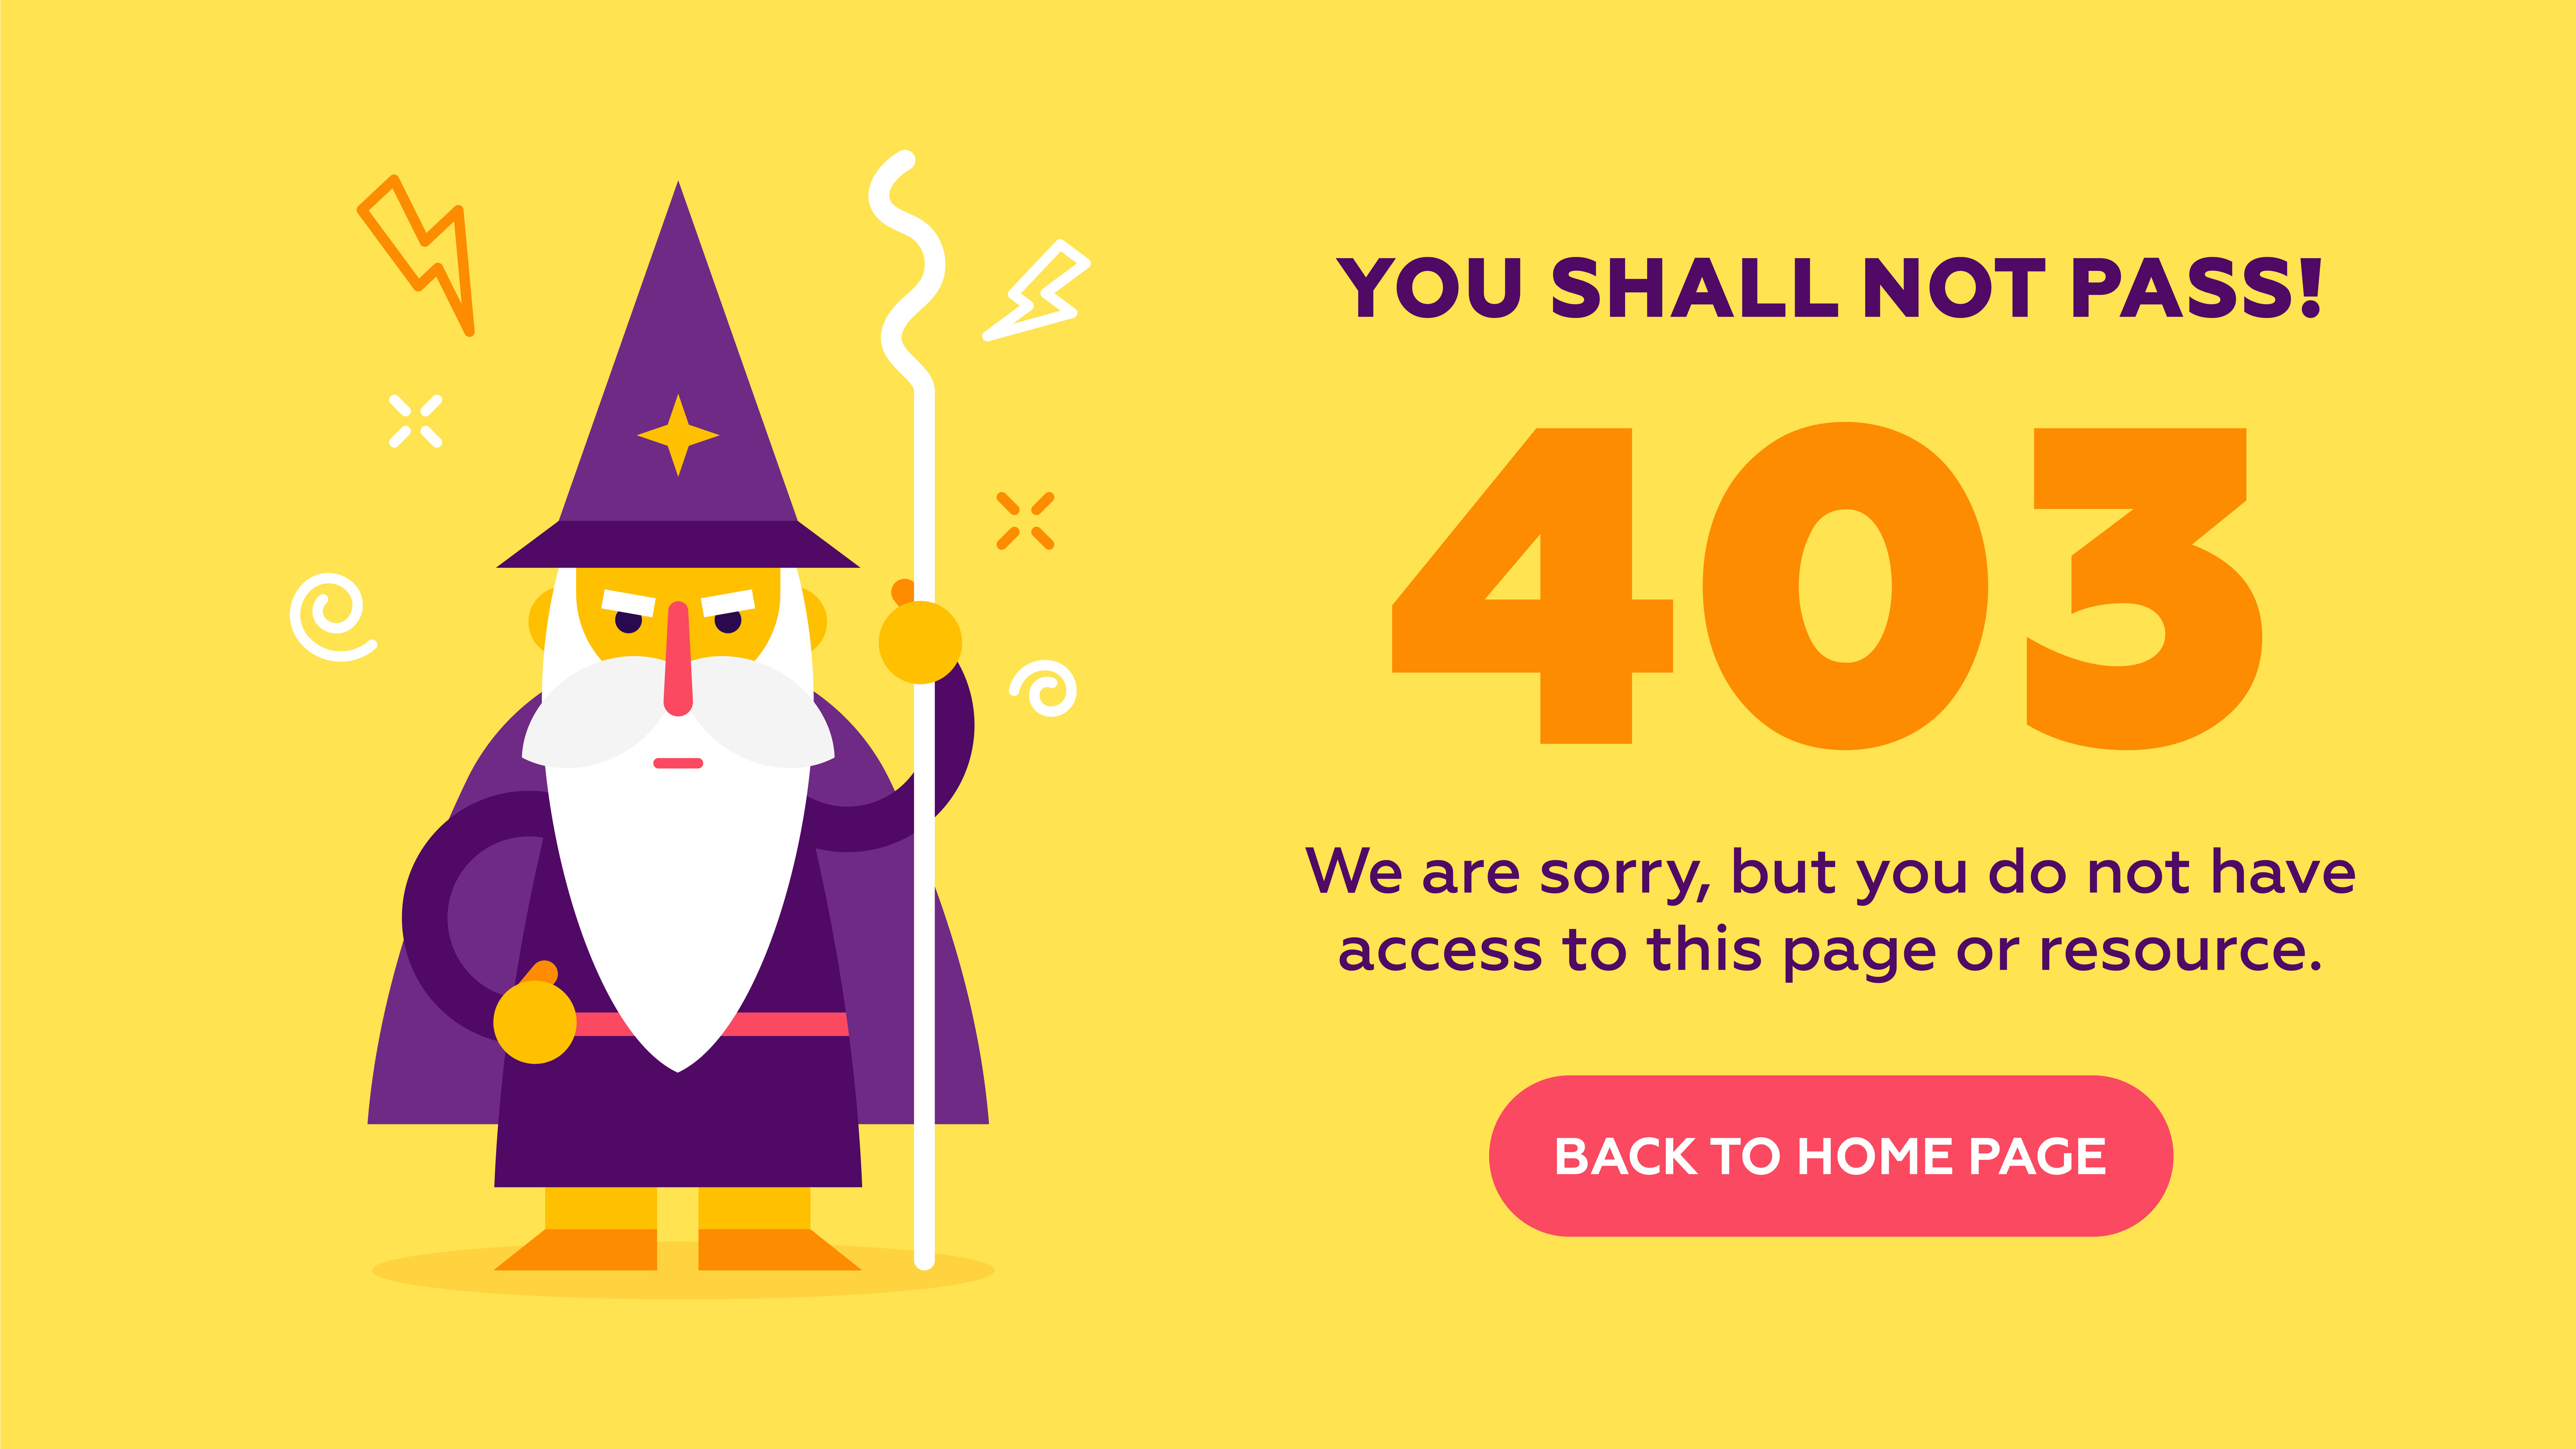 YOU SHALL NOT PASS!
403
We are sorry, but you do not have
access to this page or resource.
BACK TO HOME PAGE